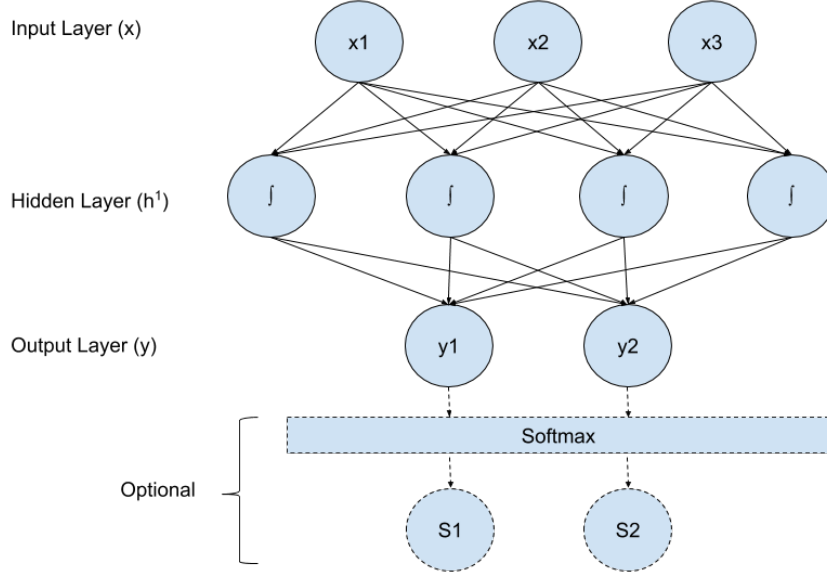 Input Layer (x)
x1
x2
x3
Hidden Layer (h¹)
∫
∫
∫
∫
Output Layer (y)
y1
y2
Softmax
Optional
S1
S2